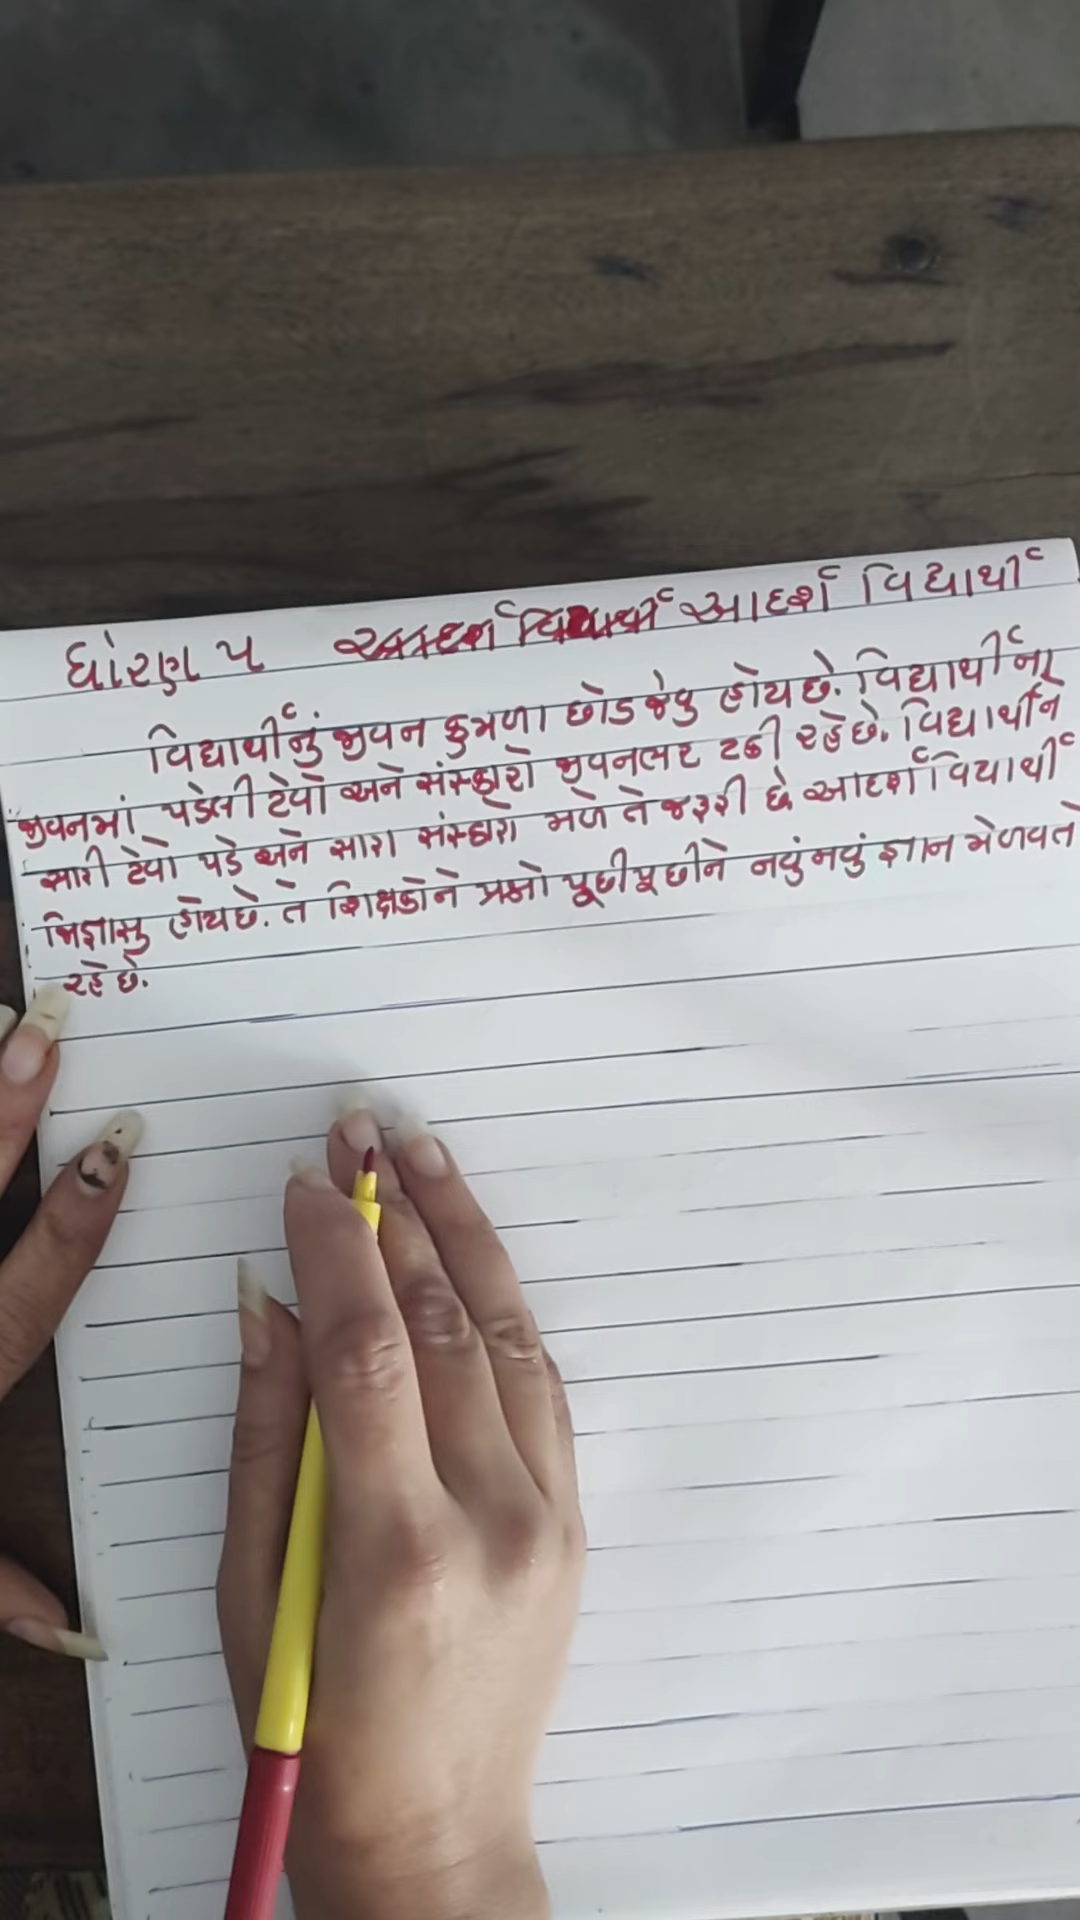 ધોરણ ૫ આદર્શ વિદ્યાર્થી આદર્શ વિદ્યાર્થી
વિદ્યાર્થીનું જીવન કુમળા છોડ જેવુ હોય છે. વિદ્યાર્થીના
જીવનમાં પડેલી ટેવો અને સંસ્કારો જીવનભર ટકી રહે છે. વિદ્યાર્થીને
સારી ટેવો પડે અને સારા સંસ્કારો મળે તે જરૂરી છે આદર્શ વિદ્યાર્થી
જિજ્ઞાસુ હોય છે. તે શિક્ષકોને પ્રશ્નો પૂછીપૂછીને નવુંનવું જ્ઞાન મેળવતો
રહે છે.